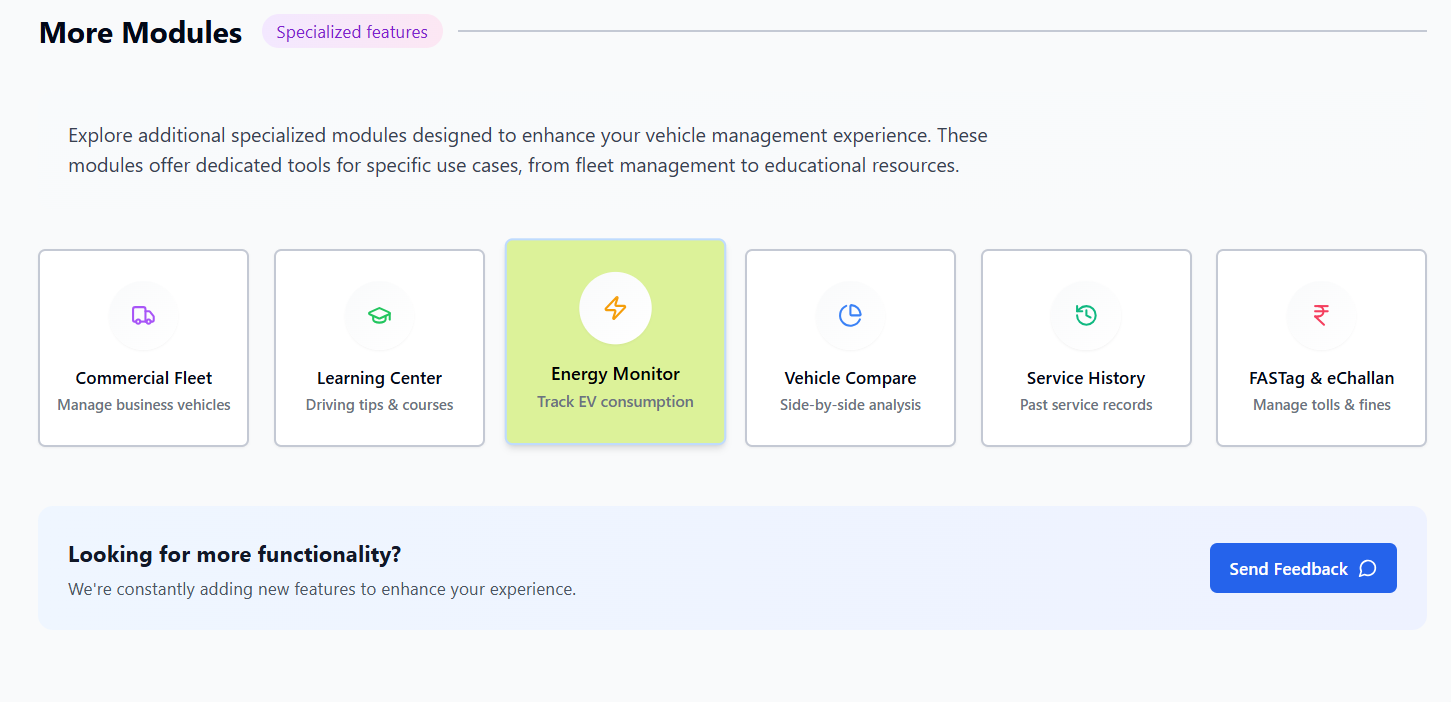 More Modules
Specialized features
Explore additional specialized modules designed to enhance your vehicle management experience. These
modules offer dedicated tools for specific use cases, from fleet management to educational resources.
Commercial Fleet
Manage business vehicles
Learning Center
Driving tips & courses
Energy Monitor
Track EV consumption
Vehicle Compare
Side-by-side analysis
Service History
Past service records
₹
FASTag & eChallan
Manage tolls & fines
Looking for more functionality?
We're constantly adding new features to enhance your experience.
Send Feedback